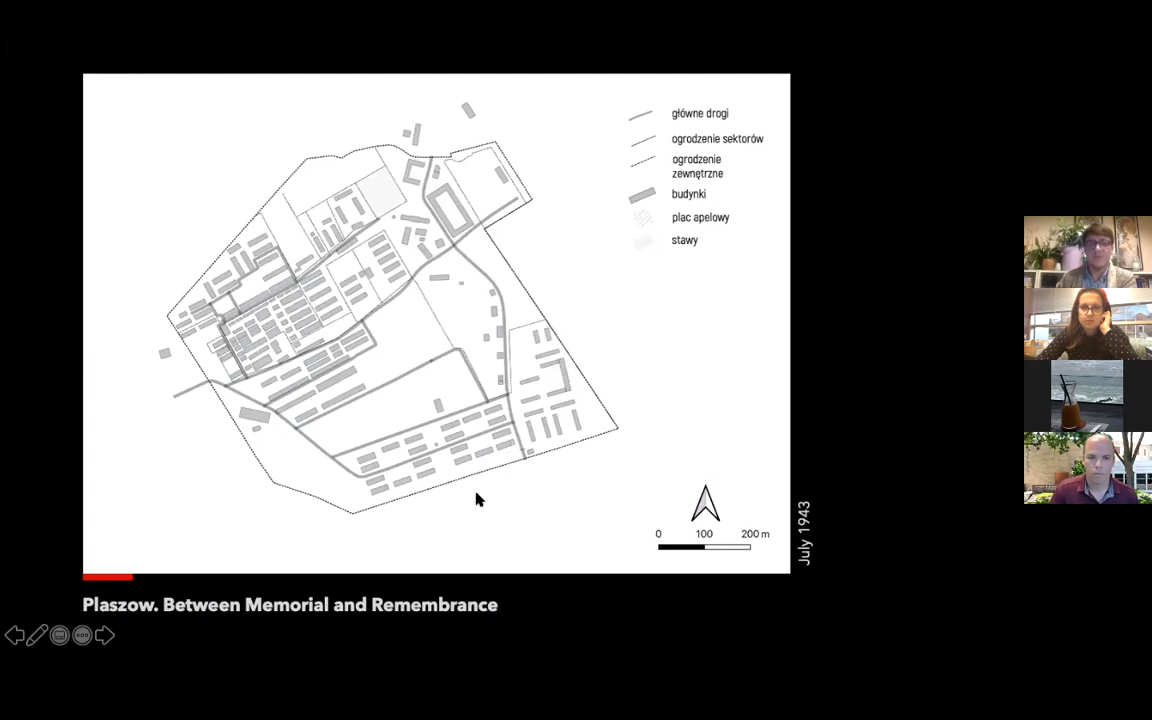 główne drogi
ogrodzenie sektorów
ogrodzenie
zewnętrzne
budynki
plac apelowy
stawy
0 100 200 m
July 1943
Plaszow. Between Memorial and Remembrance